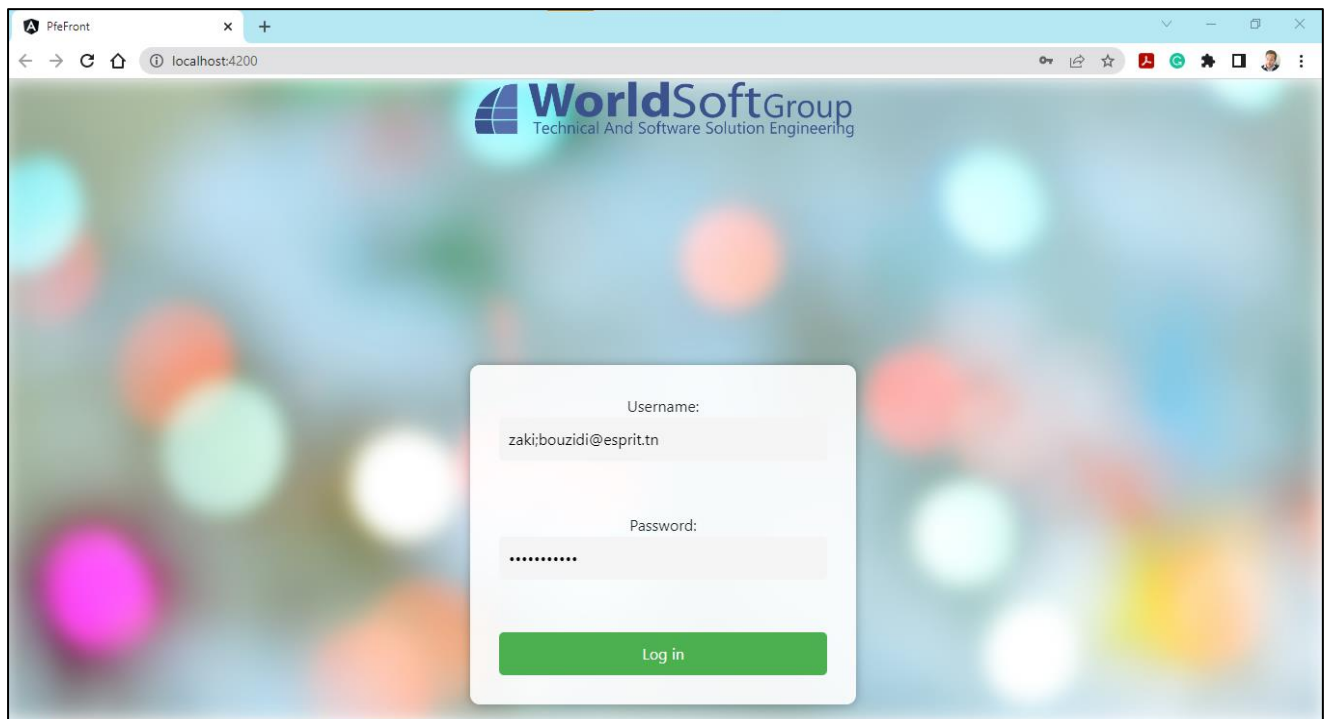 PfeFront
localhost:4200
WorldSoftGroup
Technical And Software Solution Engineering
Username:
zaki;bouzidi@esprit.tn
Password:
•••••••••••
Log in